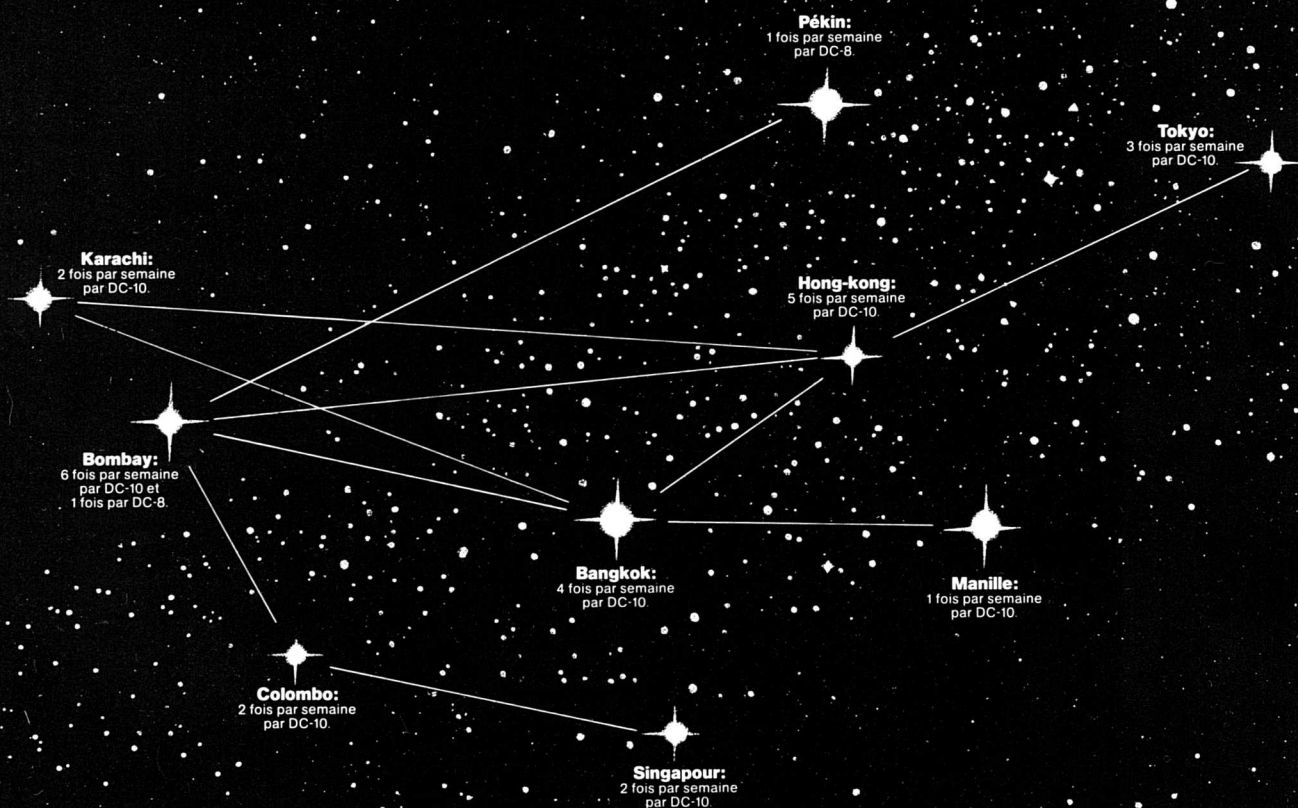 Pékin:
1 fois par semaine
par DC-8.
Tokyo:
3 fois par semaine
par DC-10.
Karachi:
2 fois par semaine
par DC-10.
Hong-kong:
5 fois par semaine
par DC-10.
Bombay:
6 fois par semaine
par DC-10 et
1 fois par DC-8.
Bangkok:
4 fois par semaine
par DC-10.
Manille:
1 fois par semaine
par DC-10.
Colombo:
2 fois par semaine
par DC-10.
Singapour:
2 fois par semaine
par DC-10.